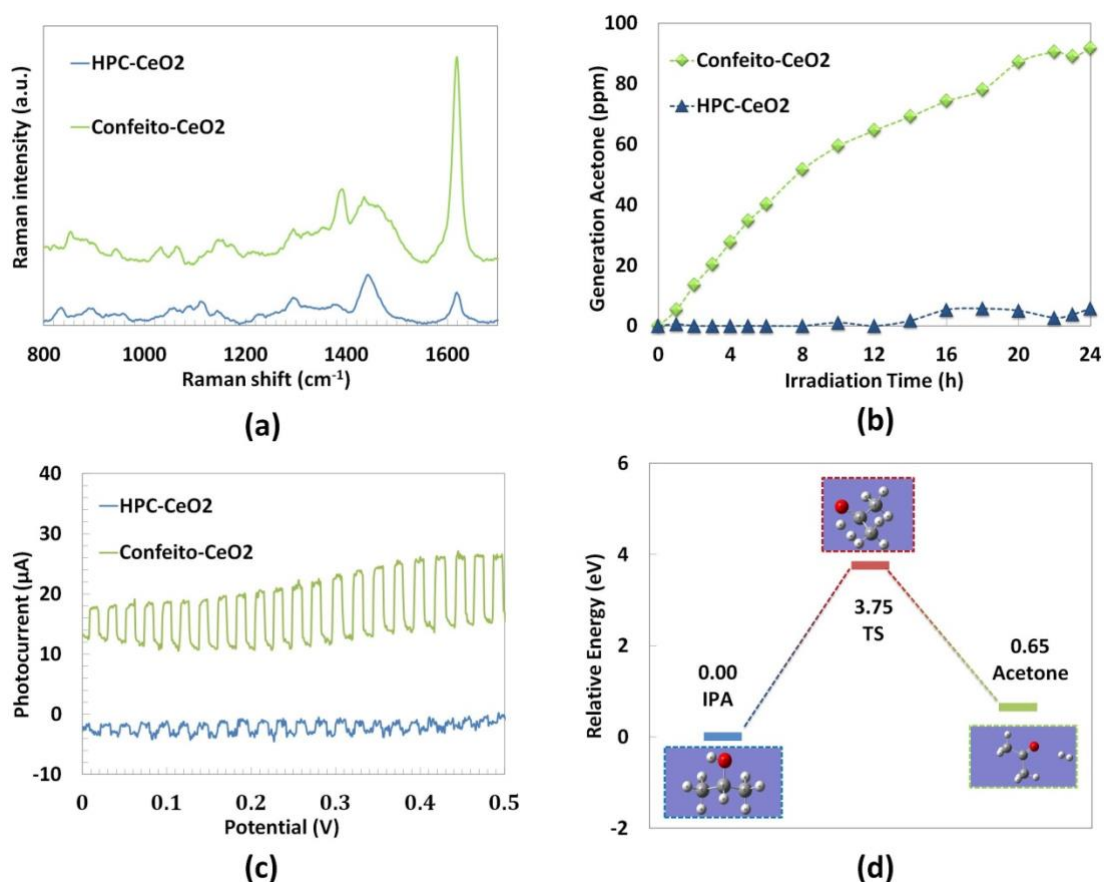 HPC-CeO2
Confeito-CeO2
Raman intensity (a.u.)
800
1000
1200
1400
1600
Raman shift (cm⁻¹)
(a)
100
80
60
40
20
0
Generation Acetone (ppm)
Confeito-CeO2
HPC-CeO2
0
4
8
12
16
20
24
Irradiation Time (h)
(b)
40
30
20
10
0
-10
Photocurrent (μA)
HPC-CeO2
Confeito-CeO2
0
0.1
0.2
0.3
0.4
0.5
Potential (V)
(c)
6
4
2
0
-2
Relative Energy (eV)
0.00
IPA
3.75
TS
0.65
Acetone
(d)